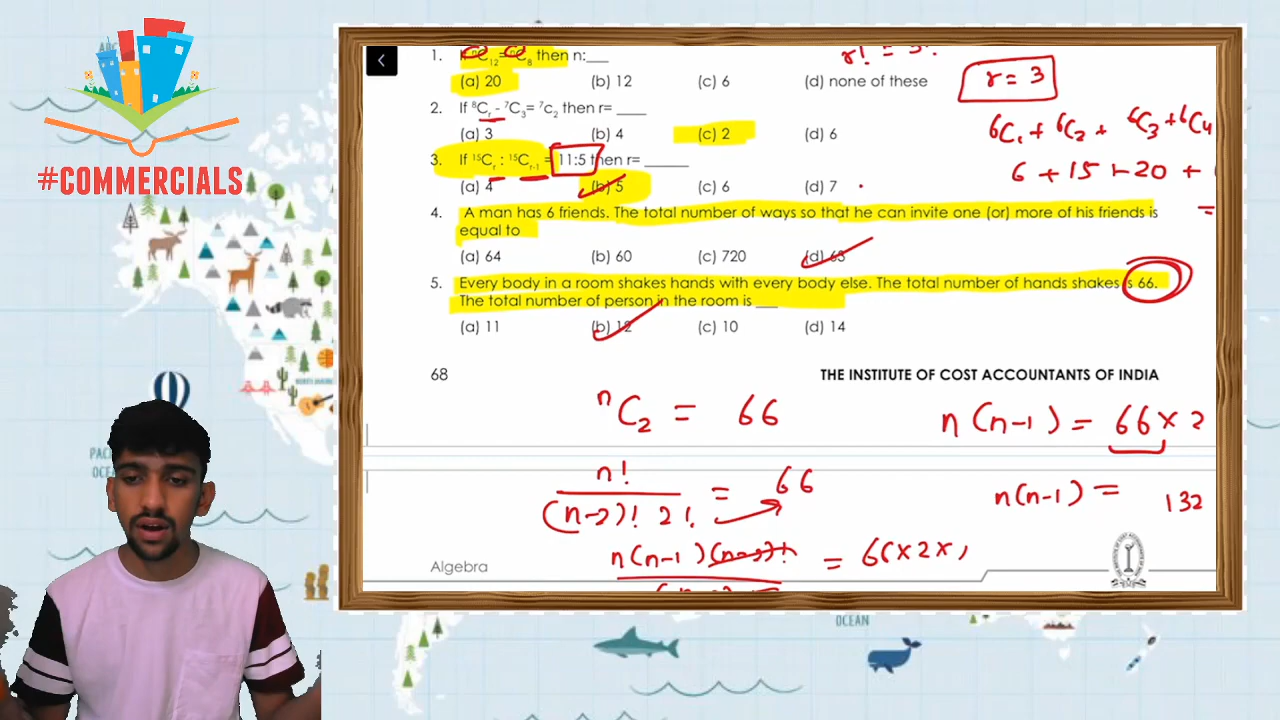 #COMMERCIALS
1. If ⁿC₁₂ = ⁿC₈ then n:___
(a) 20 (b) 12 (c) 6 (d) none of these
2. If ⁸Cᵣ - ⁷C₃= ⁷c₂ then r= ____
(a) 3 (b) 4 (c) 2 (d) 6
3. If ¹⁵Cᵣ : ¹⁵Cᵣ₋₁ = 11:5 then r= ______
(a) 4 (b) 5 (c) 6 (d) 7
4. A man has 6 friends. The total number of ways so that he can invite one (or) more of his friends is
equal to
(a) 64 (b) 60 (c) 720 (d) 63
5. Every body in a room shakes hands with every body else. The total number of hands shakes is 66.
The total number of person in the room is ___
(a) 11 (b) 12 (c) 10 (d) 14
68 THE INSTITUTE OF COST ACCOUNTANTS OF INDIA
r! = 3!
r = 3
⁶C₁ + ⁶C₂ + ⁶C₃ + ⁶C₄
6 + 15 + 20 +
=
ⁿC₂ = 66
n!
(n-2)! 2! = 66
n(n-1)(n-2)! = 66 × 2 ×
n(n-1) = 66 × 2
n(n-1) = 132
Algebra
OCEAN